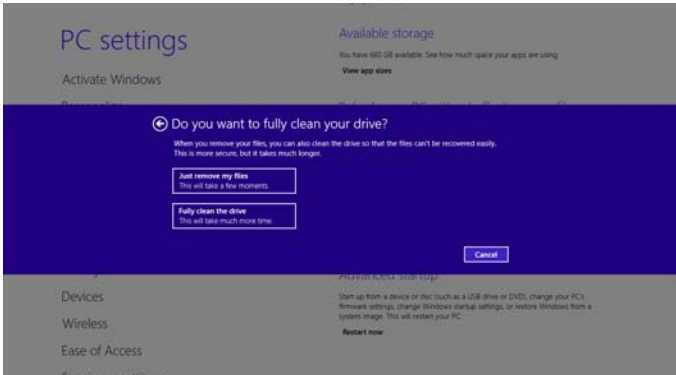 PC settings
Activate Windows
Available storage
You have 660 GB available. See how much space your apps are using.
View app sizes
Do you want to fully clean your drive?
When you remove your files, you can also clean the drive so that the files can't be recovered easily.
This is more secure, but it takes much longer.
Just remove my files
This will take a few moments.
Fully clean the drive
This will take much more time.
Cancel
Devices
Wireless
Ease of Access
Advanced startup
Start up from a device or disc (such as a USB drive or DVD), change your PC's
firmware settings, change Windows startup settings, or restore Windows from a
system image. This will restart your PC.
Restart now